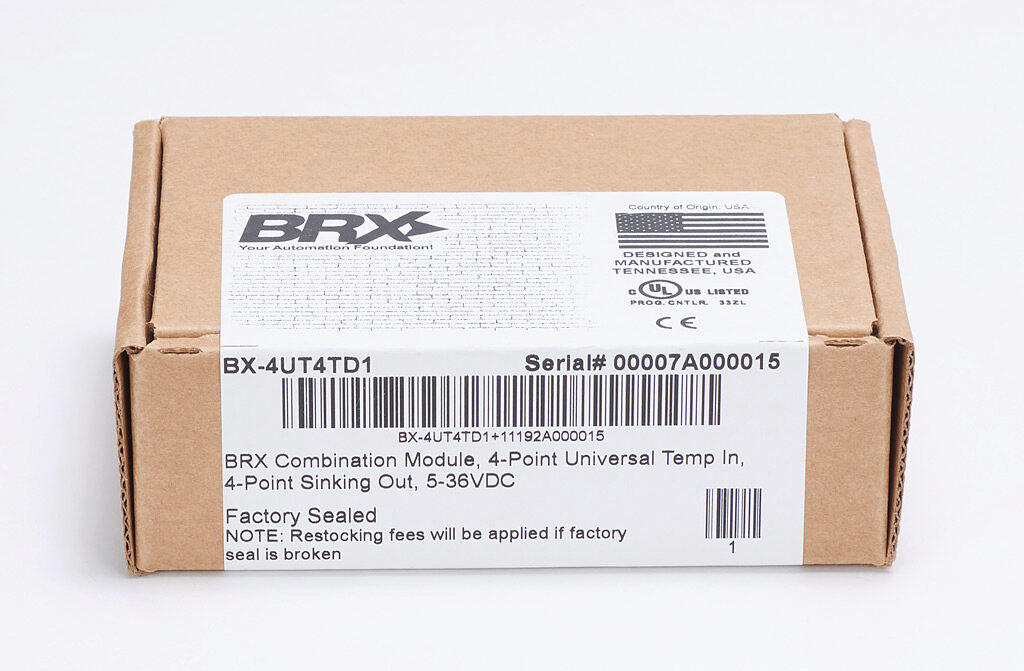 BRX
Your Automation Foundation!
Country of Origin: USA
DESIGNED and
MANUFACTURED
TENNESSEE, USA
C UL US LISTED
PROG. CNTLR. 33ZL
CE
BX-4UT4TD1 Serial# 00007A000015
BX-4UT4TD1+11192A000015
BRX Combination Module, 4-Point Universal Temp In,
4-Point Sinking Out, 5-36VDC
Factory Sealed
NOTE: Restocking fees will be applied if factory
seal is broken
1